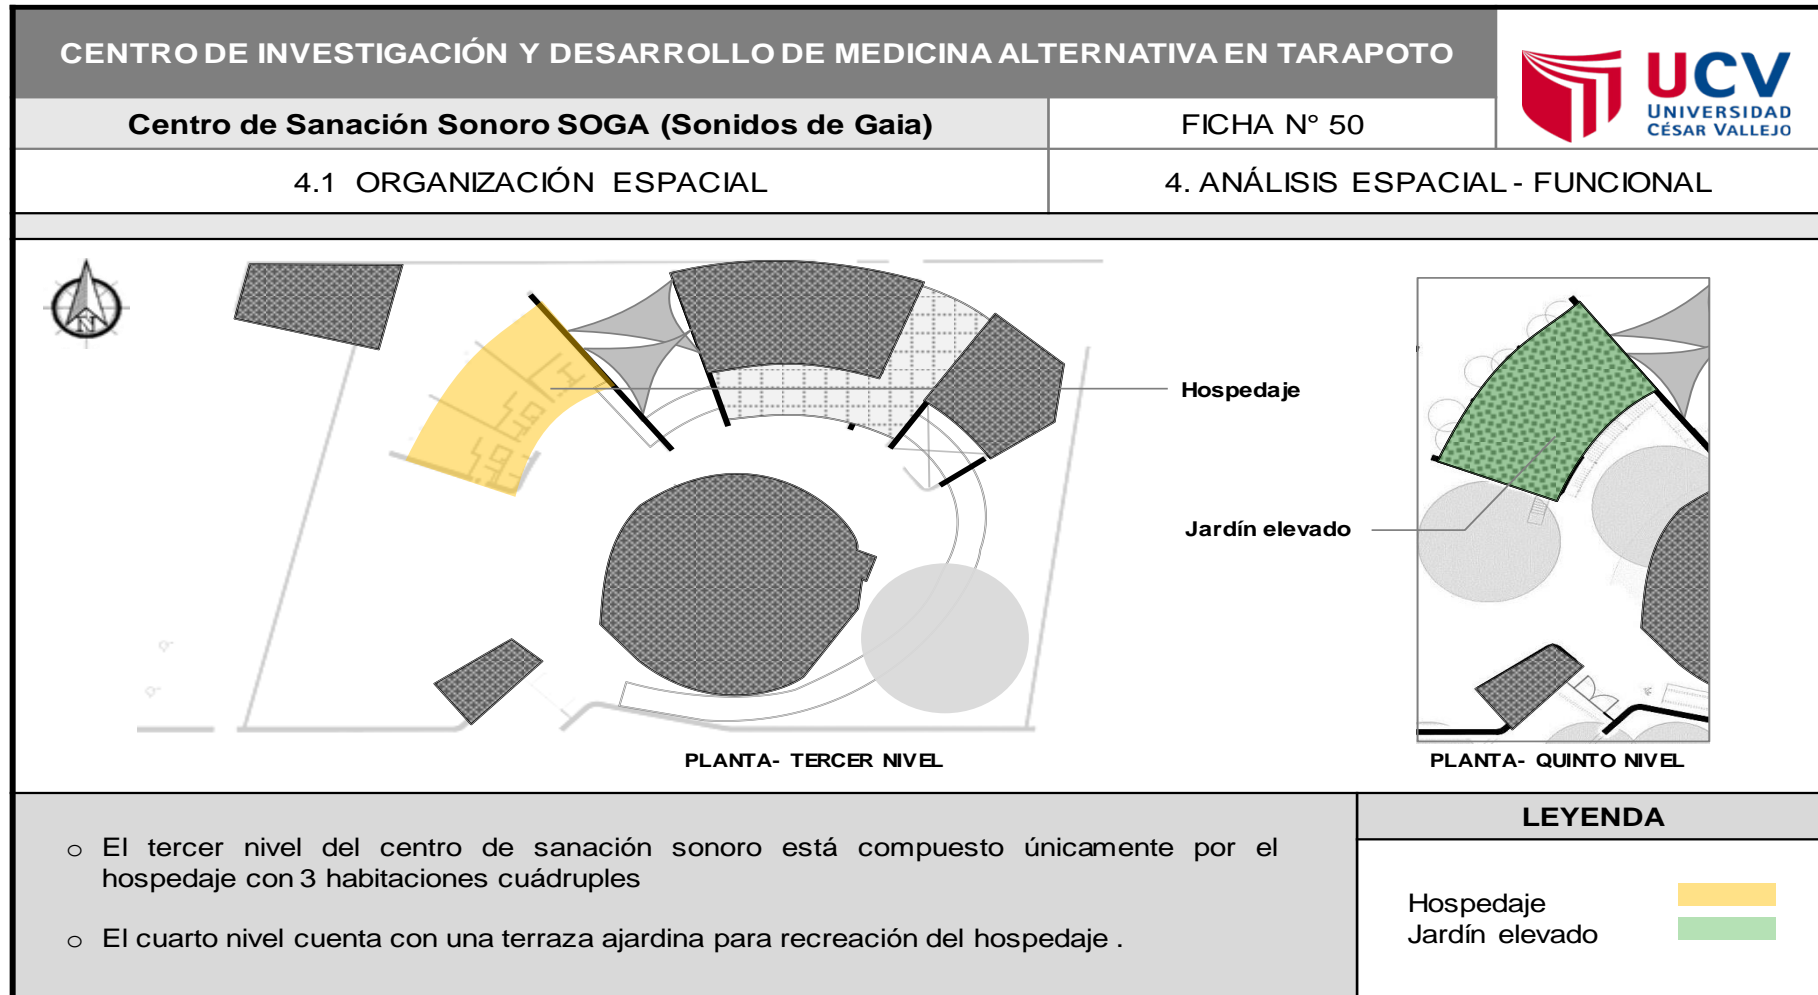 CENTRO DE INVESTIGACIÓN Y DESARROLLO DE MEDICINA ALTERNATIVA EN TARAPOTO
UCV
UNIVERSIDAD
CÉSAR VALLEJO
Centro de Sanación Sonoro SOGA (Sonidos de Gaia)
FICHA N° 50
4.1 ORGANIZACIÓN ESPACIAL
4. ANÁLISIS ESPACIAL - FUNCIONAL
N
Hospedaje
Jardín elevado
PLANTA- TERCER NIVEL
PLANTA- QUINTO NIVEL
o El tercer nivel del centro de sanación sonoro está compuesto únicamente por el
hospedaje con 3 habitaciones cuádruples
o El cuarto nivel cuenta con una terraza ajardina para recreación del hospedaje .
LEYENDA
Hospedaje
Jardín elevado